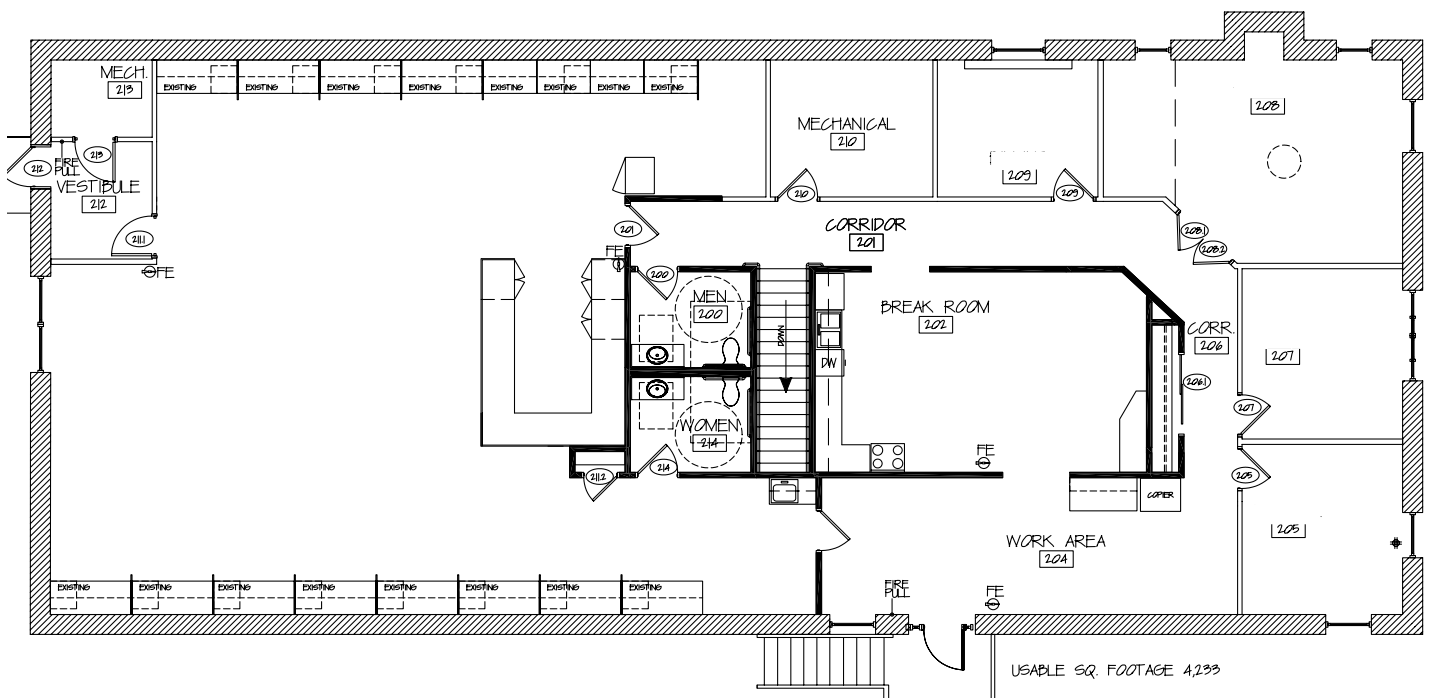 MECH.
213
EXISTING EXISTING EXISTING EXISTING EXISTING EXISTING EXISTING EXISTING
208
MECHANICAL
210
209
213
212
FIRE
PULL
VESTIBULE
212
210
209
211.1
201
CORRIDOR
201
208.1
208.2
FE
FE
200
MEN
200
DOWN
BREAK ROOM
202
CORR.
206
DW
207
206.1
207
WOMEN
214
214
211.2
FE
205
COPIER
205
WORK AREA
204
EXISTING EXISTING EXISTING EXISTING EXISTING EXISTING EXISTING EXISTING
FIRE
PULL
FE
USABLE SQ. FOOTAGE 4,233